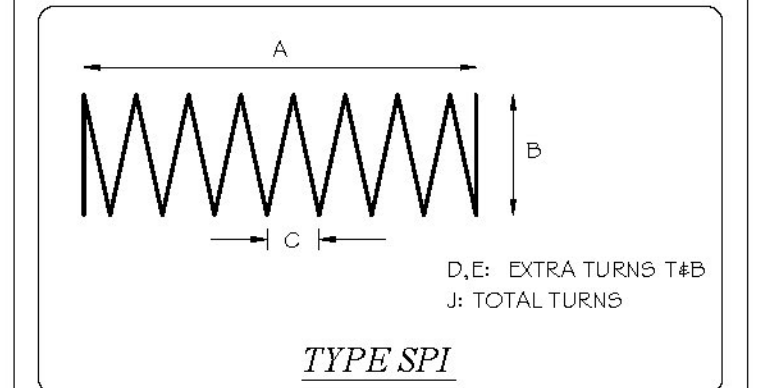 A
B
C
D,E: EXTRA TURNS T&B
J: TOTAL TURNS
TYPE SPI